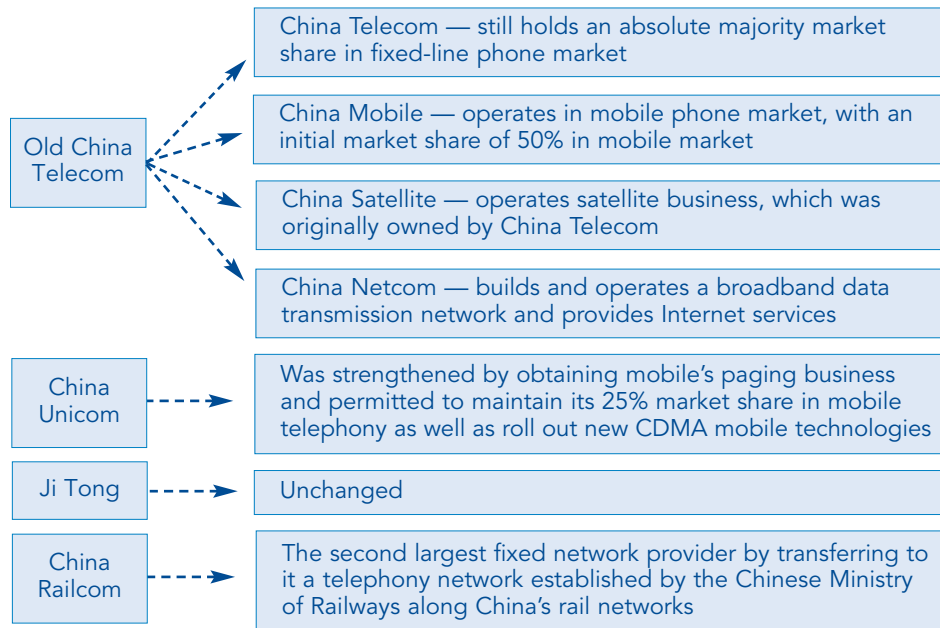 China Telecom — still holds an absolute majority market
share in fixed-line phone market
China Mobile — operates in mobile phone market, with an
initial market share of 50% in mobile market
Old China
Telecom
China Satellite — operates satellite business, which was
originally owned by China Telecom
China Netcom — builds and operates a broadband data
transmission network and provides Internet services
China
Unicom
Was strengthened by obtaining mobile’s paging business
and permitted to maintain its 25% market share in mobile
telephony as well as roll out new CDMA mobile technologies
Ji Tong
Unchanged
China
Railcom
The second largest fixed network provider by transferring to
it a telephony network established by the Chinese Ministry
of Railways along China’s rail networks